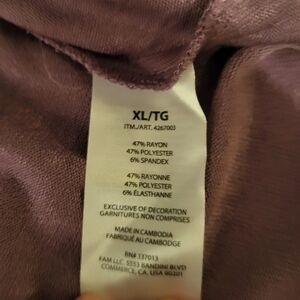 XL/TG
ITM./ART. 4267003
47% RAYON
47% POLYESTER
6% SPANDEX
47% RAYONNE
47% POLYESTER
6% ÉLASTHANNE
EXCLUSIVE OF DECORATION
GARNITURES NON COMPRISES
MADE IN CAMBODIA
FABRIQUÉ AU CAMBODGE
RN# 137013
FAM LLC. 5553 BANDINI BLVD
COMMERCE, CA. USA 90201